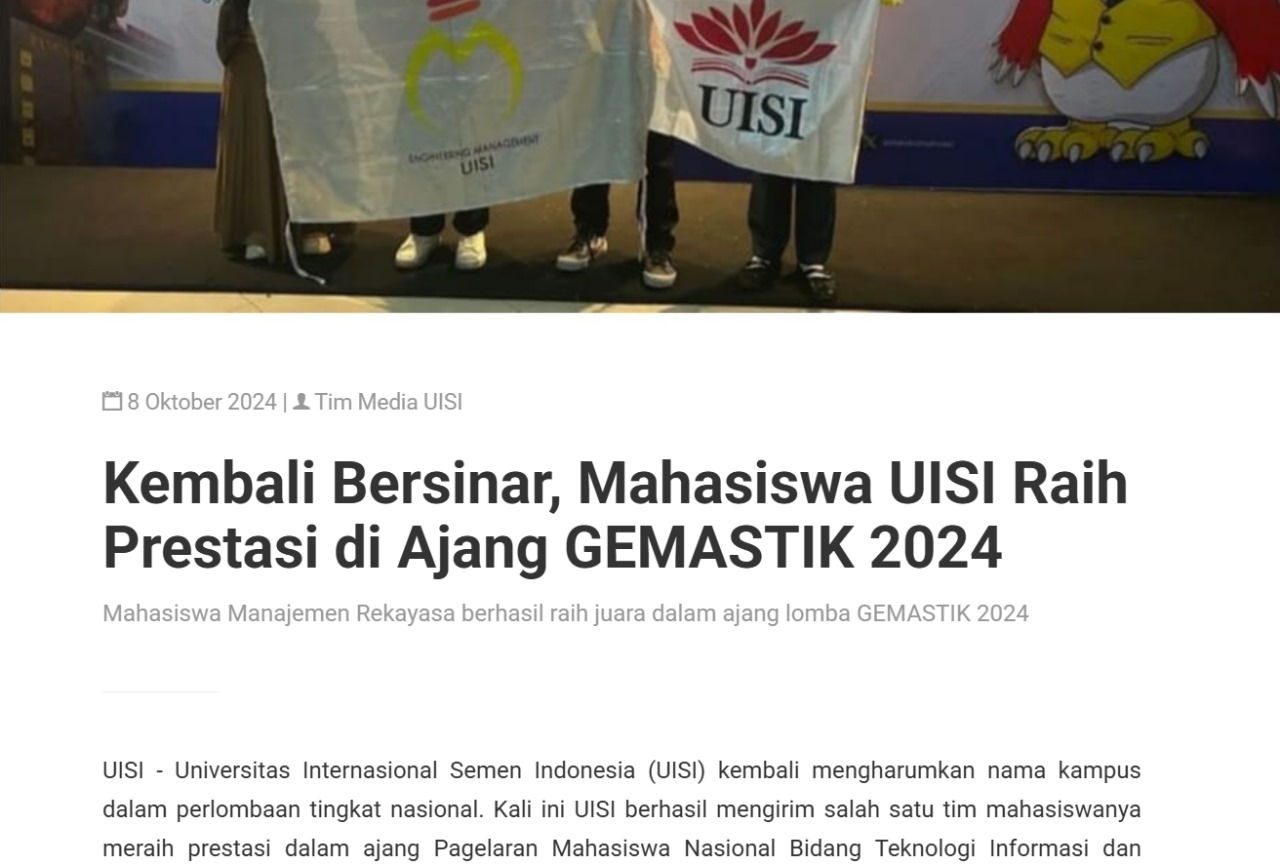 ENGINEERING MANAGEMENT
UISI
UISI
8 Oktober 2024 | Tim Media UISI
Kembali Bersinar, Mahasiswa UISI Raih
Prestasi di Ajang GEMASTIK 2024
Mahasiswa Manajemen Rekayasa berhasil raih juara dalam ajang lomba GEMASTIK 2024
UISI - Universitas Internasional Semen Indonesia (UISI) kembali mengharumkan nama kampus
dalam perlombaan tingkat nasional. Kali ini UISI berhasil mengirim salah satu tim mahasiswanya
meraih prestasi dalam ajang Pagelaran Mahasiswa Nasional Bidang Teknologi Informasi dan